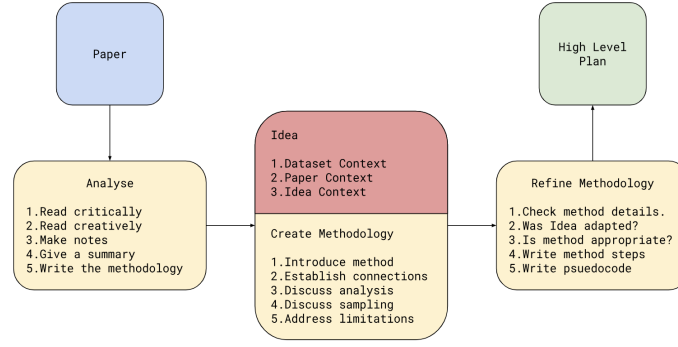 Paper
High Level
Plan
Analyse
1.Read critically
2.Read creatively
3.Make notes
4.Give a summary
5.Write the methodology
Idea
1.Dataset Context
2.Paper Context
3.Idea Context
Create Methodology
1.Introduce method
2.Establish connections
3.Discuss analysis
4.Discuss sampling
5.Address limitations
Refine Methodology
1.Check method details.
2.Was Idea adapted?
3.Is method appropriate?
4.Write method steps
5.Write psuedocode